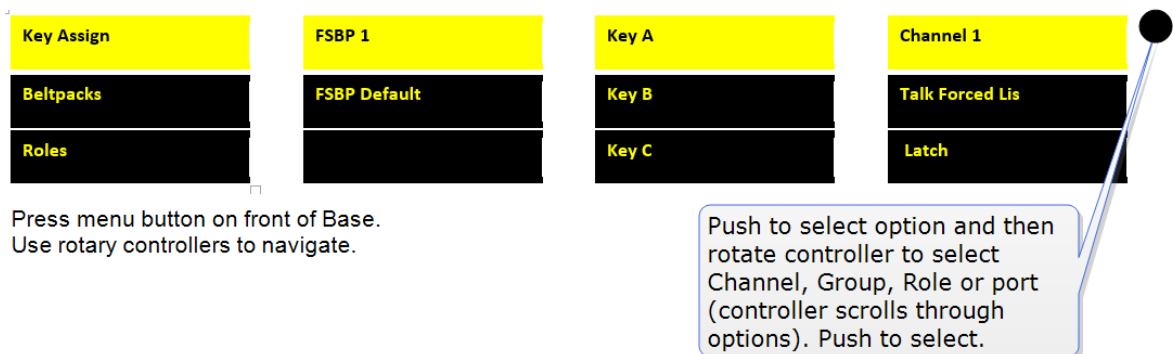 Key Assign
Beltpacks
Roles
FSBP 1
FSBP Default
Key A
Key B
Key C
Channel 1
Talk Forced Lis
Latch
Press menu button on front of Base.
Use rotary controllers to navigate.
Push to select option and then
rotate controller to select
Channel, Group, Role or port
(controller scrolls through
options). Push to select.